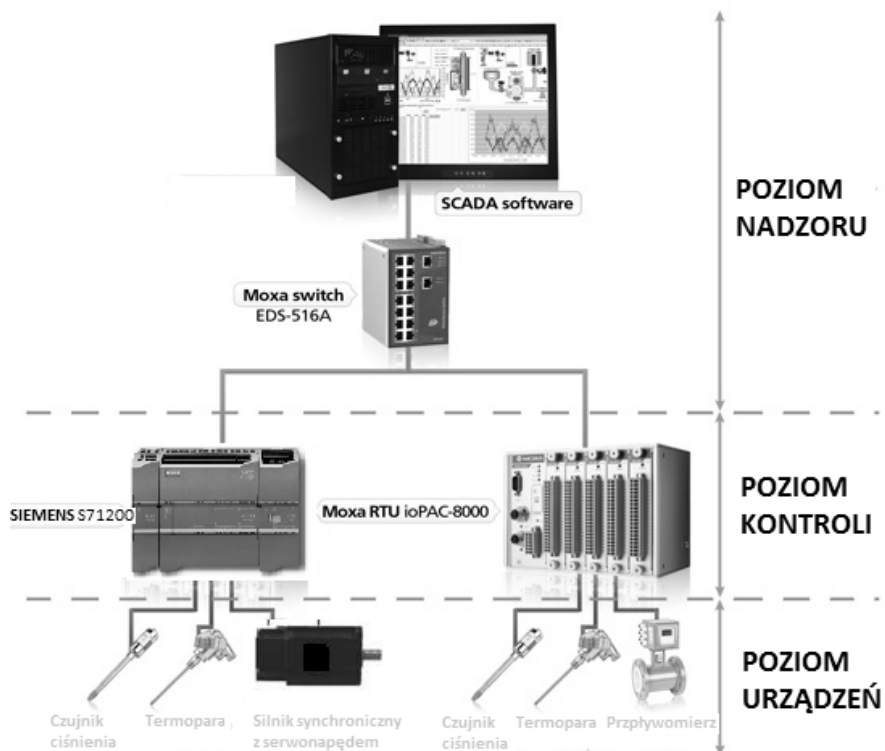 SCADA software
POZIOM
NADZORU
Moxa switch
EDS-516A
SIEMENS S71200
Moxa RTU ioPAC-8000
POZIOM
KONTROLI
Czujnik
ciśnienia
Termopara
Silnik synchroniczny
z serwonapędem
Czujnik
ciśnienia
Termopara
Przpływomierz
POZIOM
URZĄDZEŃ